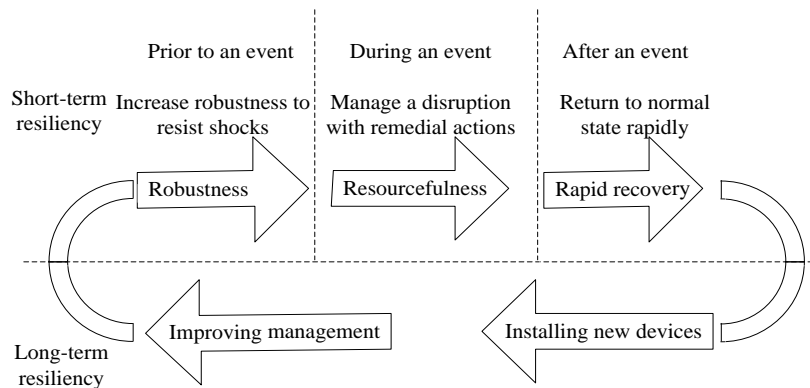 Prior to an event
During an event
After an event
Short-term
resiliency
Increase robustness to
resist shocks
Manage a disruption
with remedial actions
Return to normal
state rapidly
Robustness
Resourcefulness
Rapid recovery
Improving management
Installing new devices
Long-term
resiliency